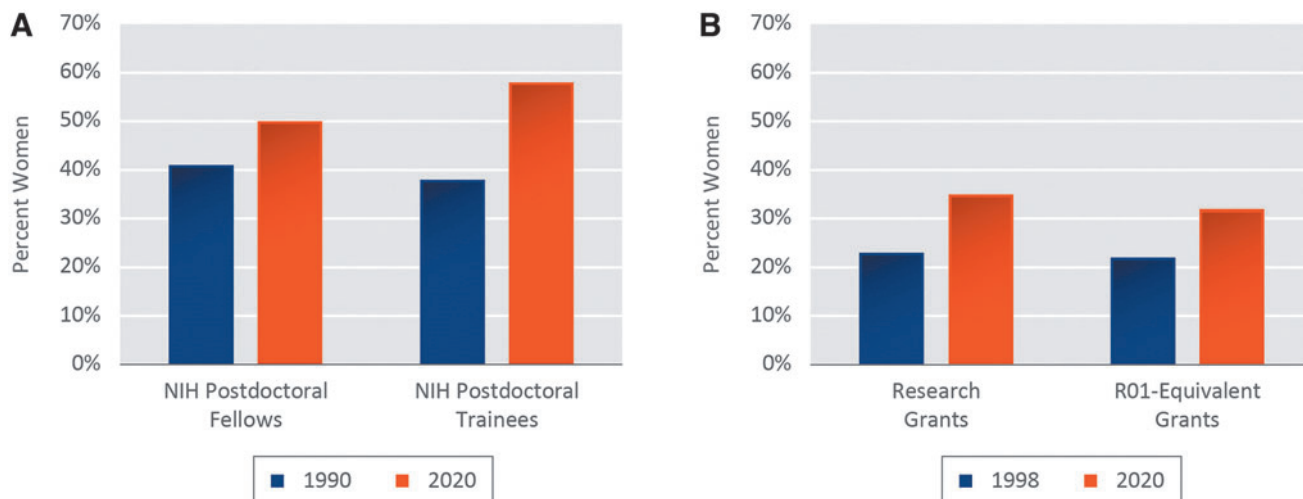 A
Percent Women
70%
60%
50%
40%
30%
20%
10%
0%
NIH Postdoctoral
Fellows
NIH Postdoctoral
Trainees
1990 2020
B
Percent Women
70%
60%
50%
40%
30%
20%
10%
0%
Research
Grants
R01-Equivalent
Grants
1998 2020